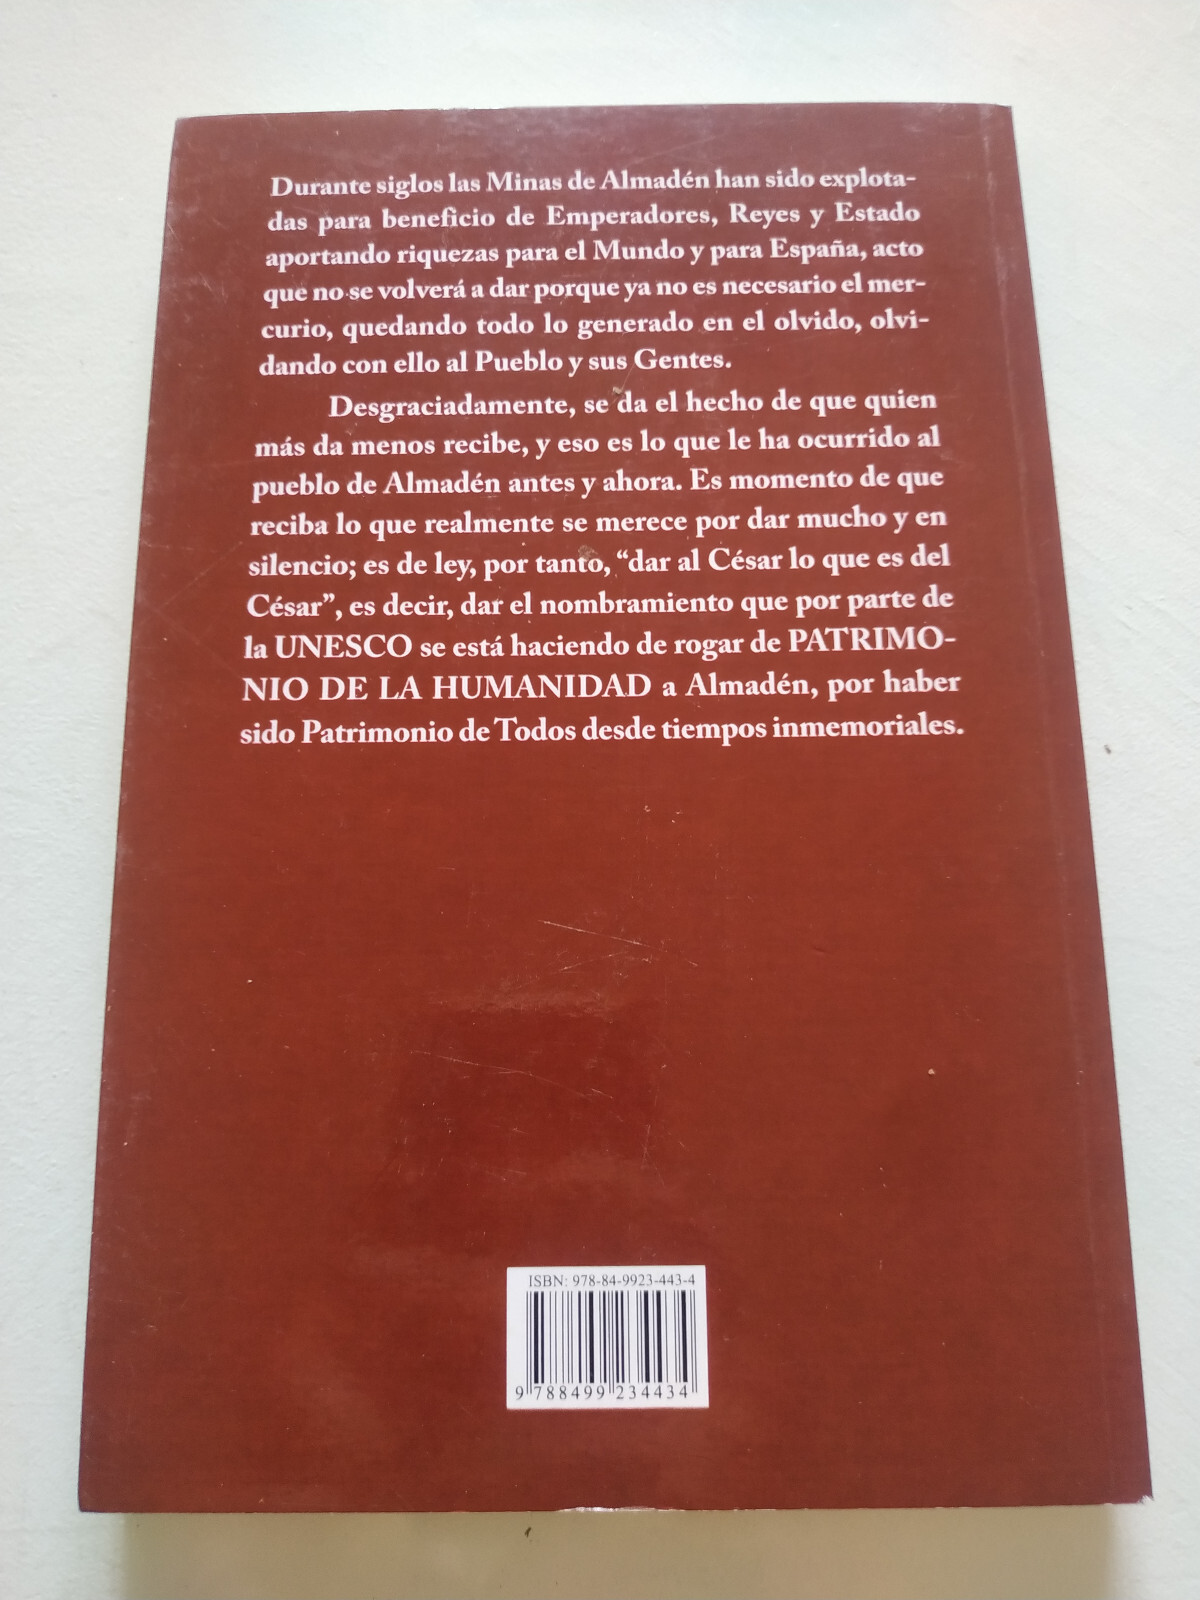 Durante siglos las Minas de Almadén han sido explota-
das para beneficio de Emperadores, Reyes y Estado
aportando riquezas para el Mundo y para España, acto
que no se volverá a dar porque ya no es necesario el mer-
curio, quedando todo lo generado en el olvido, olvi-
dando con ello al Pueblo y sus Gentes.
Desgraciadamente, se da el hecho de que quien
más da menos recibe, y eso es lo que le ha ocurrido al
pueblo de Almadén antes y ahora. Es momento de que
reciba lo que realmente se merece por dar mucho y en
silencio; es de ley, por tanto, “dar al César lo que es del
César”, es decir, dar el nombramiento que por parte de
la UNESCO se está haciendo de rogar de PATRIMO-
NIO DE LA HUMANIDAD a Almadén, por haber
sido Patrimonio de Todos desde tiempos inmemoriales.
ISBN: 978-84-9923-443-4
9 788499 234434